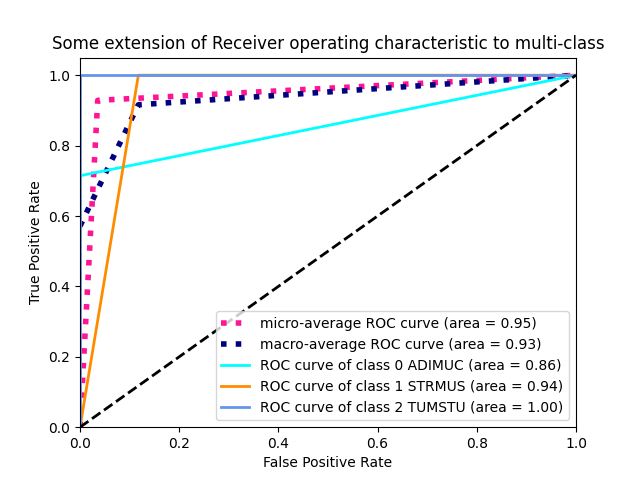 Some extension of Receiver operating characteristic to multi-class
1.0
0.8
0.6
0.4
0.2
0.0
True Positive Rate
micro-average ROC curve (area = 0.95)
macro-average ROC curve (area = 0.93)
ROC curve of class 0 ADIMUC (area = 0.86)
ROC curve of class 1 STRMUS (area = 0.94)
ROC curve of class 2 TUMSTU (area = 1.00)
0.0 0.2 0.4 0.6 0.8 1.0
False Positive Rate